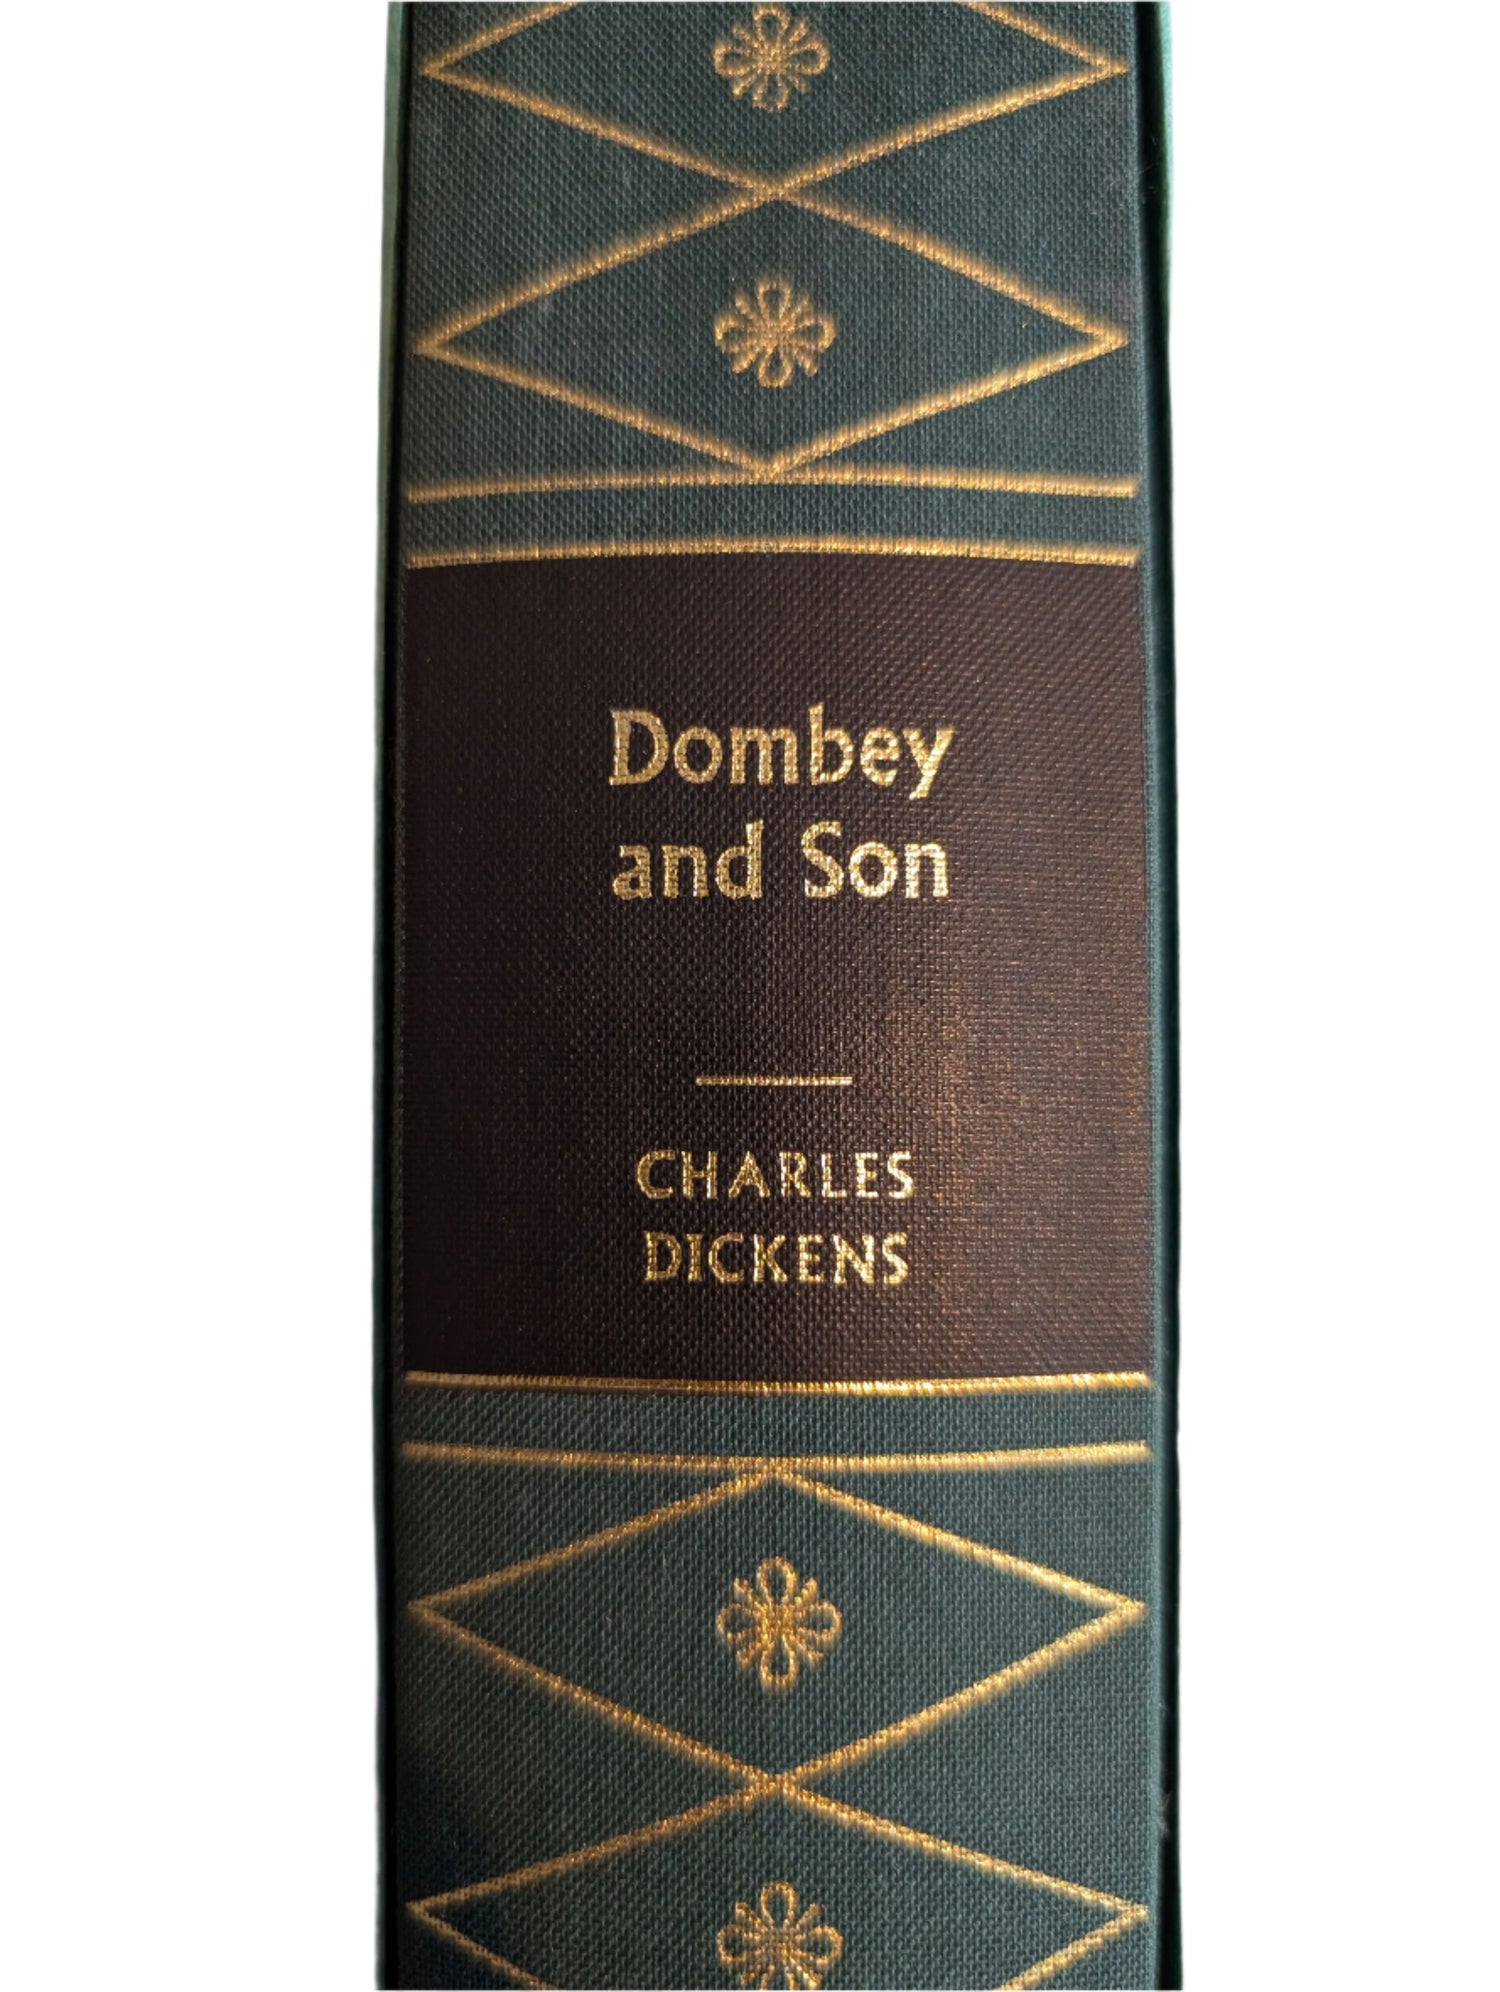 Dombey
and Son
CHARLES
DICKENS